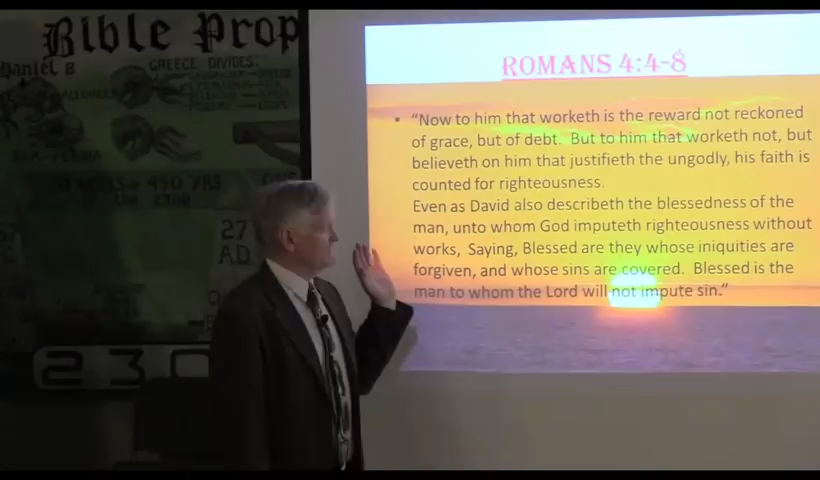 Bible Prop
Daniel 8
GREECE DIVIDES:
70 WEEKS = 490 YRS
27
AD
230
ROMANS 4:4-8
• “Now to him that worketh is the reward not reckoned
of grace, but of debt. But to him that worketh not, but
believeth on him that justifieth the ungodly, his faith is
counted for righteousness.
Even as David also describeth the blessedness of the
man, unto whom God imputeth righteousness without
works, Saying, Blessed are they whose iniquities are
forgiven, and whose sins are covered. Blessed is the
man to whom the Lord will not impute sin.”